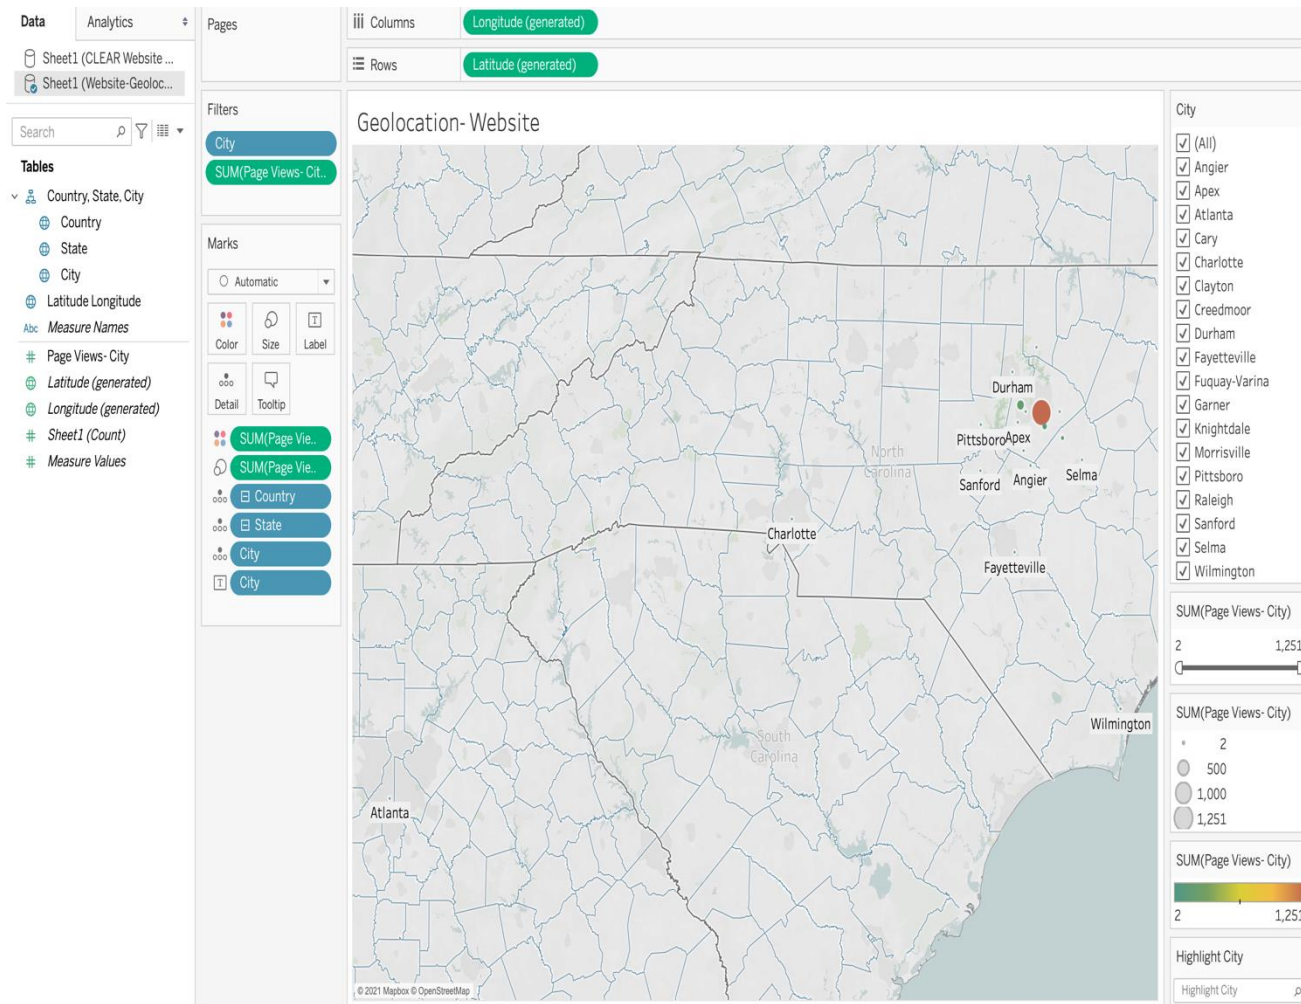 Data
Analytics
Sheet1 (CLEAR Website ...
Sheet1 (Website-Geoloc...
Search
Tables
Country, State, City
Country
State
City
Latitude Longitude
Abc Measure Names
Page Views- City
Latitude (generated)
Longitude (generated)
Sheet1 (Count)
Measure Values
Pages
Filters
City
SUM(Page Views- Cit..
Marks
Automatic
Color
Size
Label
Detail
Tooltip
SUM(Page Vie..
SUM(Page Vie..
Country
State
City
T City
Columns
Longitude (generated)
Rows
Latitude (generated)
Geolocation- Website
Durham
Pittsboro
Apex
North
Carolina
Sanford
Angier
Selma
Charlotte
Fayetteville
Wilmington
South
Carolina
Atlanta
© 2021 Mapbox © OpenStreetMap
City
(All)
Angier
Apex
Atlanta
Cary
Charlotte
Clayton
Creedmoor
Durham
Fayetteville
Fuquay-Varina
Garner
Knightdale
Morrisville
Pittsboro
Raleigh
Sanford
Selma
Wilmington
SUM(Page Views- City)
2 1,251
SUM(Page Views- City)
2
500
1,000
1,251
SUM(Page Views- City)
2 1,251
Highlight City
Highlight City